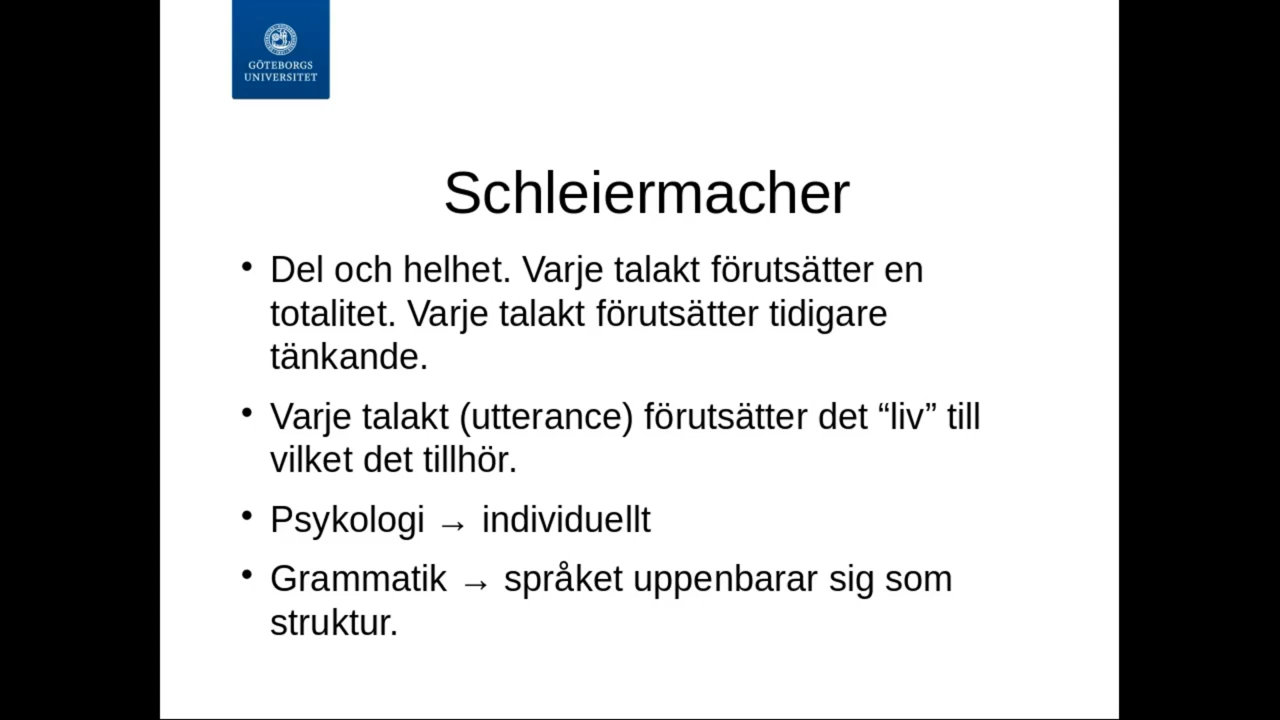 GÖTEBORGS
UNIVERSITET
Schleiermacher
• Del och helhet. Varje talakt förutsätter en
totalitet. Varje talakt förutsätter tidigare
tänkande.
• Varje talakt (utterance) förutsätter det “liv” till
vilket det tillhör.
• Psykologi → individuellt
• Grammatik → språket uppenbarar sig som
struktur.